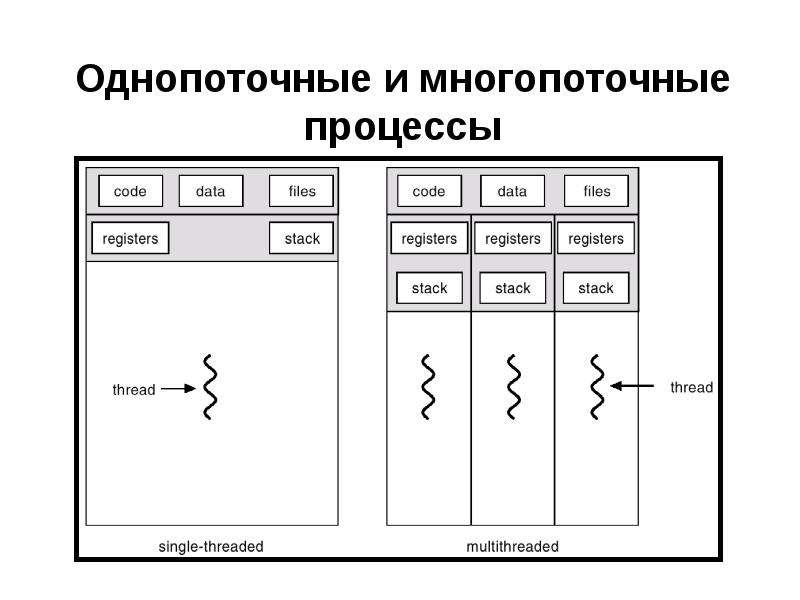 Однопоточные и многопоточные
процессы
code data files
registers stack
thread
single-threaded
code data files
registers registers registers
stack stack stack
thread
multithreaded